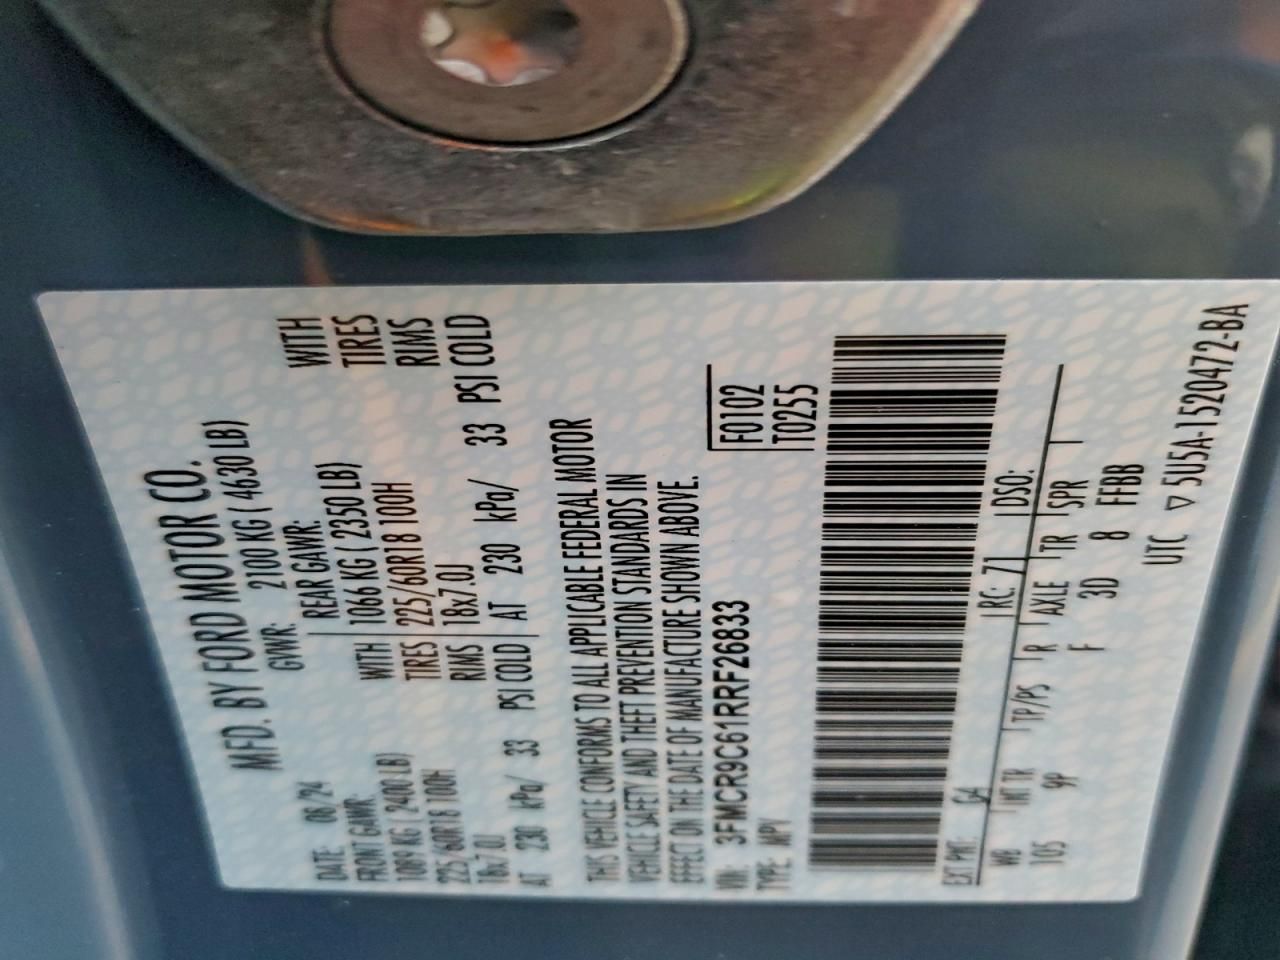 MFD. BY FORD MOTOR CO.
DATE: 08/24 GVWR: 2100 KG ( 4630 LB)
FRONT GAWR: REAR GAWR: WITH
1089 KG ( 2400 LB) WITH 1066 KG ( 2350 LB) TIRES
225/60R18 100H TIRES 225/60R18 100H RIMS
18x7.0J RIMS 18x7.0J
AT 230 kPa/ 33 PSI COLD AT 230 kPa/ 33 PSI COLD
THIS VEHICLE CONFORMS TO ALL APPLICABLE FEDERAL MOTOR
VEHICLE SAFETY AND THEFT PREVENTION STANDARDS IN
EFFECT ON THE DATE OF MANUFACTURE SHOWN ABOVE.
VIN: 3FMCR9C61RRF26833 F0102
TYPE: MPV T0255
EXT PNT: G4 RC: 71 DSO:
WB INT TR TP/PS R AXLE TR SPR
105 9P F 3D 8 FFBB
UTC ▽ 5U5A-1520472-BA